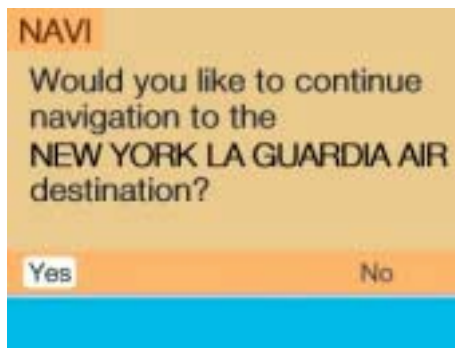 NAVI
Would you like to continue
navigation to the
NEW YORK LA GUARDIA AIR
destination?
Yes No